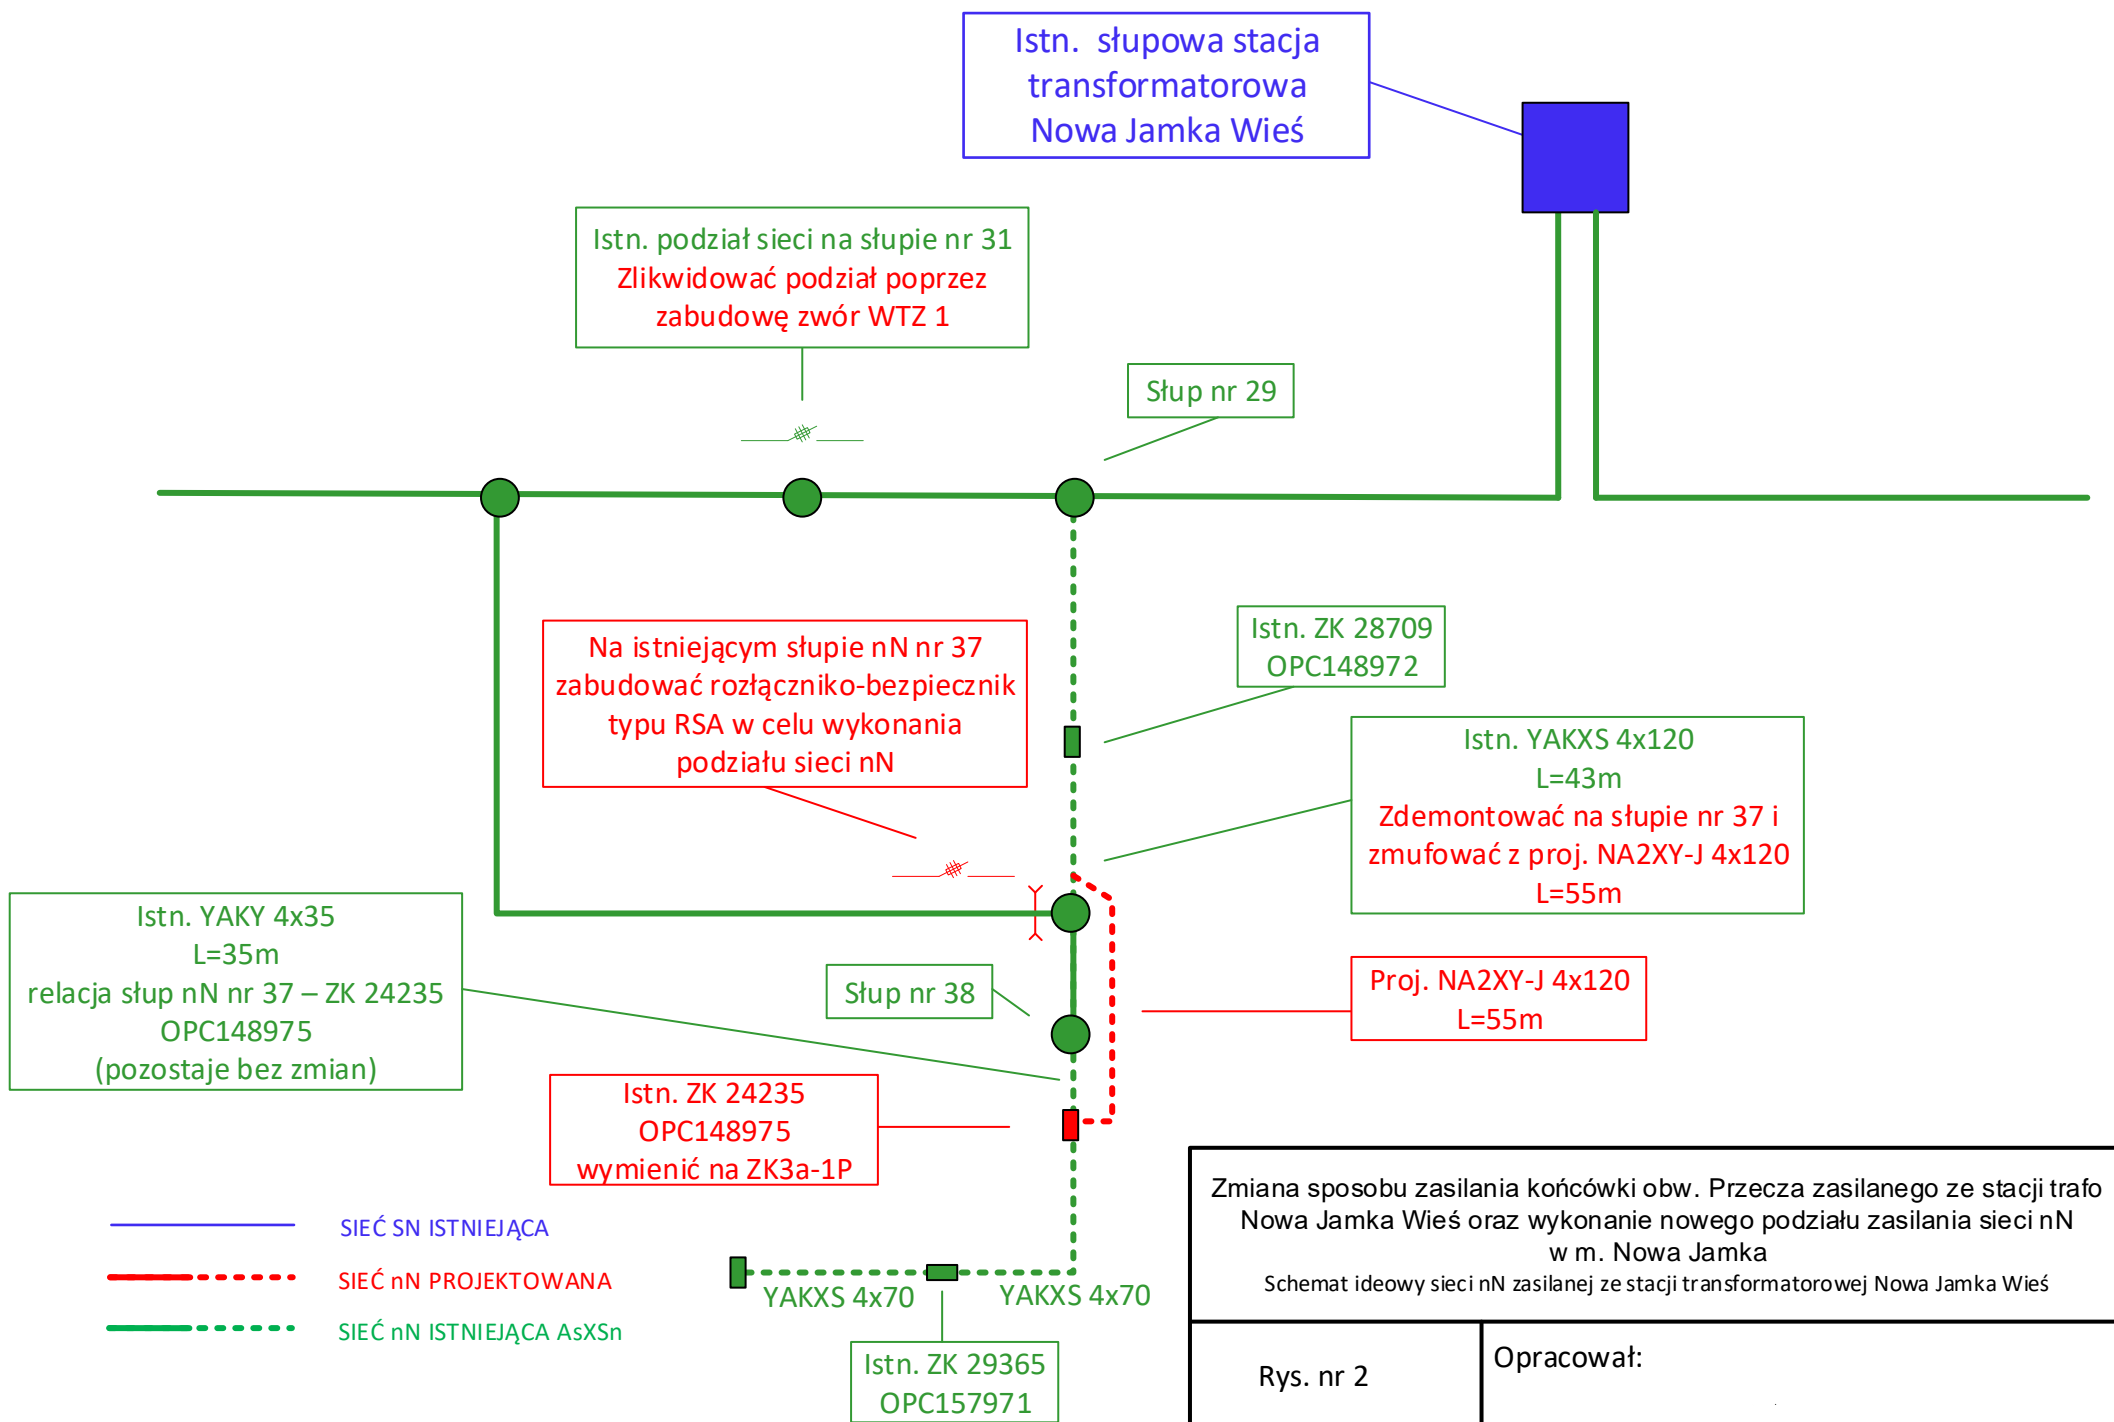 Istn. słupowa stacja
transformatorowa
Nowa Jamka Wieś
Istn. podział sieci na słupie nr 31
Zlikwidować podział poprzez
zabudowę zwór WTZ 1
Słup nr 29
Na istniejącym słupie nN nr 37
zabudować rozłączniko-bezpiecznik
typu RSA w celu wykonania
podziału sieci nN
Istn. ZK 28709
OPC148972
Istn. YAKXS 4x120
L=43m
Zdemontować na słupie nr 37 i
zmufować z proj. NA2XY-J 4x120
L=55m
Istn. YAKY 4x35
L=35m
relacja słup nN nr 37 – ZK 24235
OPC148975
(pozostaje bez zmian)
Słup nr 38
Proj. NA2XY-J 4x120
L=55m
Istn. ZK 24235
OPC148975
wymienić na ZK3a-1P
SIEĆ SN ISTNIEJĄCA
SIEĆ nN PROJEKTOWANA
SIEĆ nN ISTNIEJĄCA AsXSn
YAKXS 4x70
YAKXS 4x70
Istn. ZK 29365
OPC157971
Zmiana sposobu zasilania końcówki obw. Przecza zasilanego ze stacji trafo
Nowa Jamka Wieś oraz wykonanie nowego podziału zasilania sieci nN
w m. Nowa Jamka
Schemat ideowy sieci nN zasilanej ze stacji transformatorowej Nowa Jamka Wieś
Rys. nr 2
Opracował: